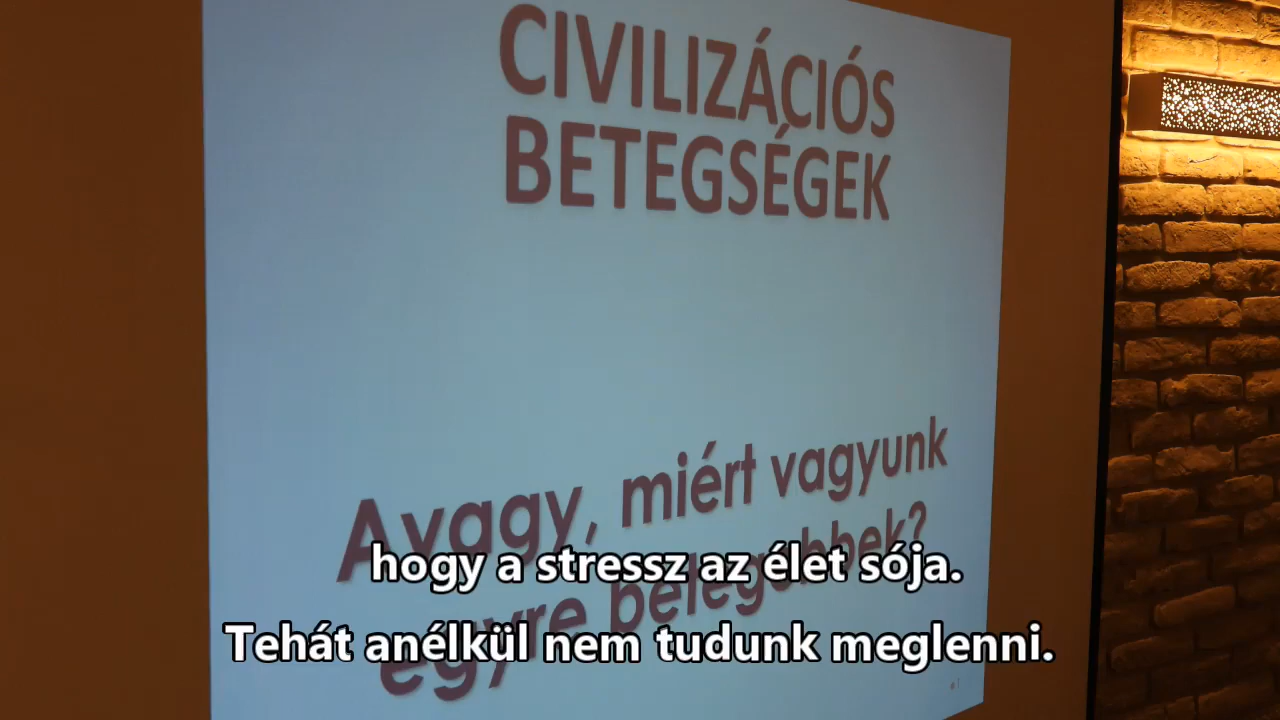 CIVILIZÁCIÓS
BETEGSÉGEK
Avagy, miért vagyunk
egyre betegebbek?
hogy a stressz az élet sója.
Tehát anélkül nem tudunk meglenni.